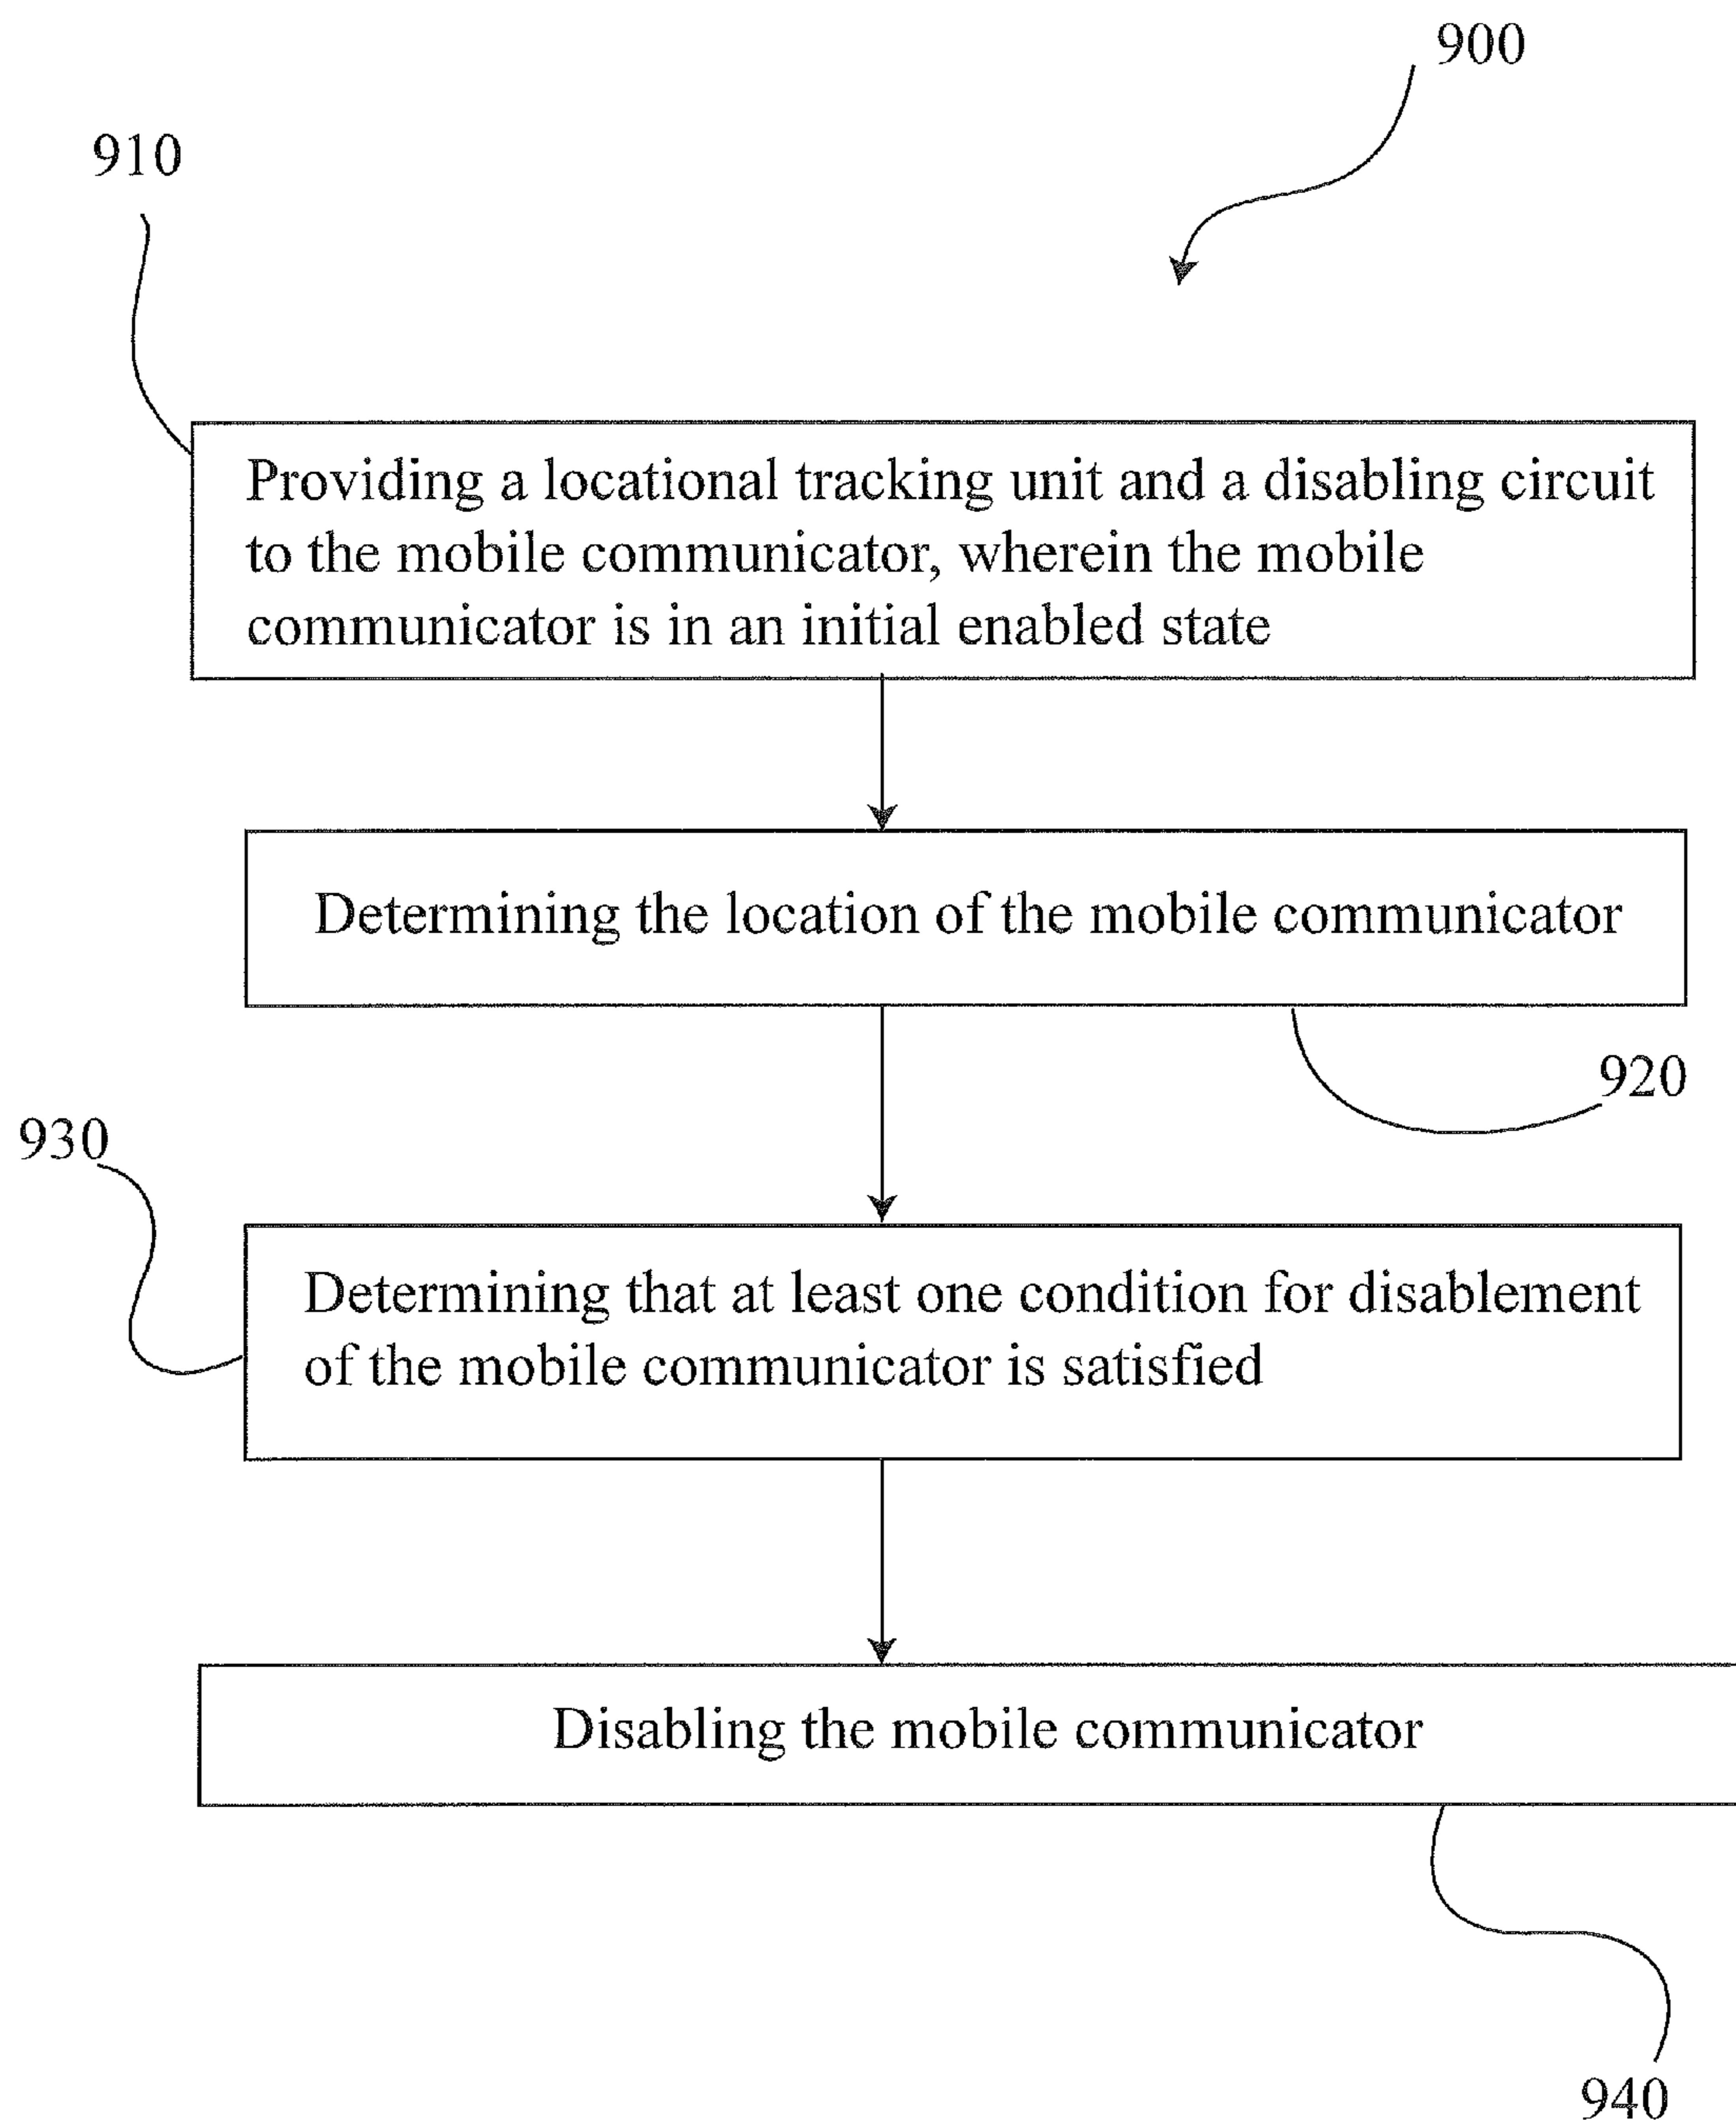 900
910
Providing a locational tracking unit and a disabling circuit
to the mobile communicator, wherein the mobile
communicator is in an initial enabled state
Determining the location of the mobile communicator
920
930
Determining that at least one condition for disablement
of the mobile communicator is satisfied
Disabling the mobile communicator
940